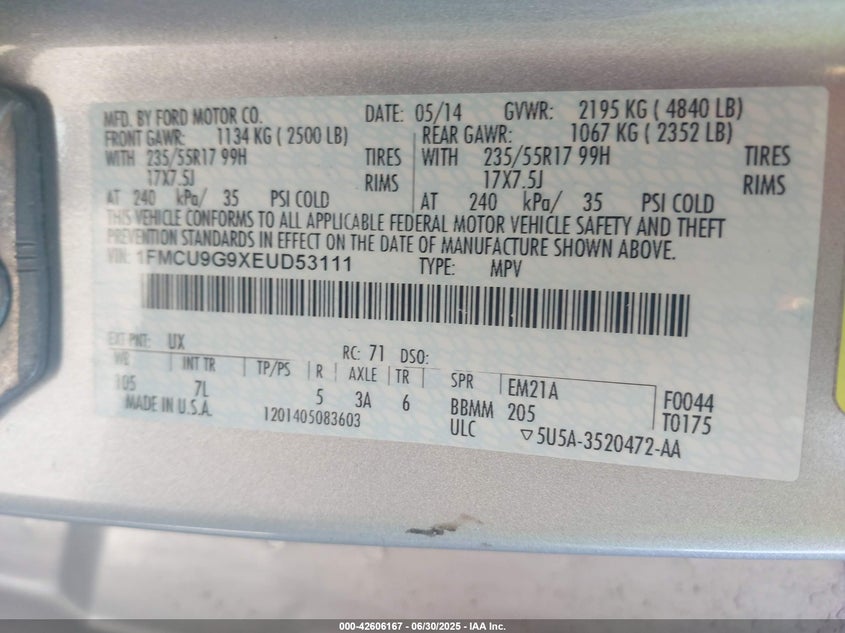 MFD. BY FORD MOTOR CO. DATE: 05/14 GVWR: 2195 KG ( 4840 LB)
FRONT GAWR: 1134 KG ( 2500 LB) REAR GAWR: 1067 KG ( 2352 LB)
WITH 235/55R17 99H TIRES WITH 235/55R17 99H TIRES
17X7.5J RIMS 17X7.5J RIMS
AT 240 kPa/ 35 PSI COLD AT 240 kPa/ 35 PSI COLD
THIS VEHICLE CONFORMS TO ALL APPLICABLE FEDERAL MOTOR VEHICLE SAFETY AND THEFT
PREVENTION STANDARDS IN EFFECT ON THE DATE OF MANUFACTURE SHOWN ABOVE.
VIN: 1FMCU9G9XEUD53111 TYPE: MPV
EXT PNT: UX RC: 71 DSO:
WB INT TR TP/PS R AXLE TR SPR EM21A F0044
105 7L 5 3A 6 BBMM 205 T0175
MADE IN U.S.A. 1201405083603 ULC ▽5U5A-3520472-AA
000-42606167 - 06/30/2025 - IAA Inc.